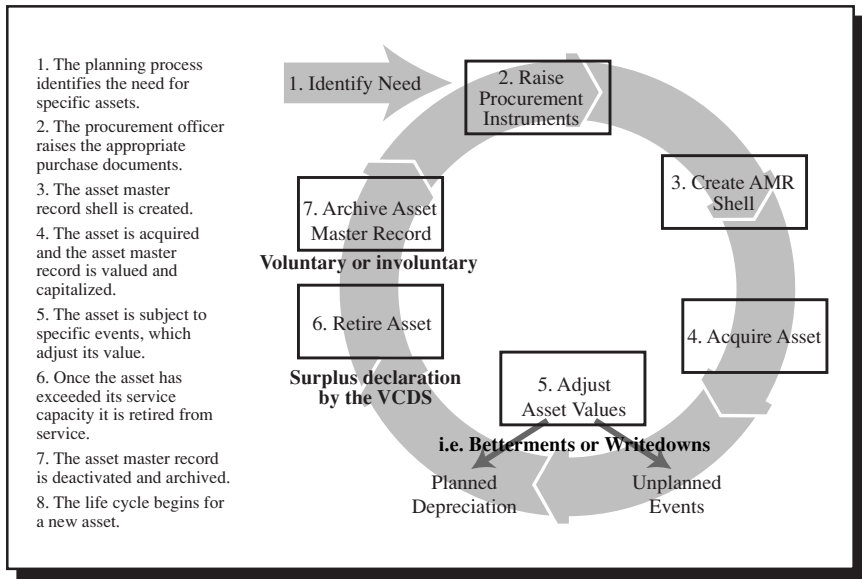 1. The planning process
identifies the need for
specific assets.
2. The procurement officer
raises the appropriate
purchase documents.
3. The asset master
record shell is created.
4. The asset is acquired
and the asset master
record is valued and
capitalized.
5. The asset is subject to
specific events, which
adjust its value.
6. Once the asset has
exceeded its service
capacity it is retired from
service.
7. The asset master record
is deactivated and archived.
8. The life cycle begins for
a new asset.
1. Identify Need
2. Raise
Procurement
Instruments
3. Create AMR
Shell
4. Acquire Asset
5. Adjust
Asset Values
i.e. Betterments or Writedowns
Planned
Depreciation
Unplanned
Events
6. Retire Asset
Surplus declaration
by the VCDS
7. Archive Asset
Master Record
Voluntary or involuntary